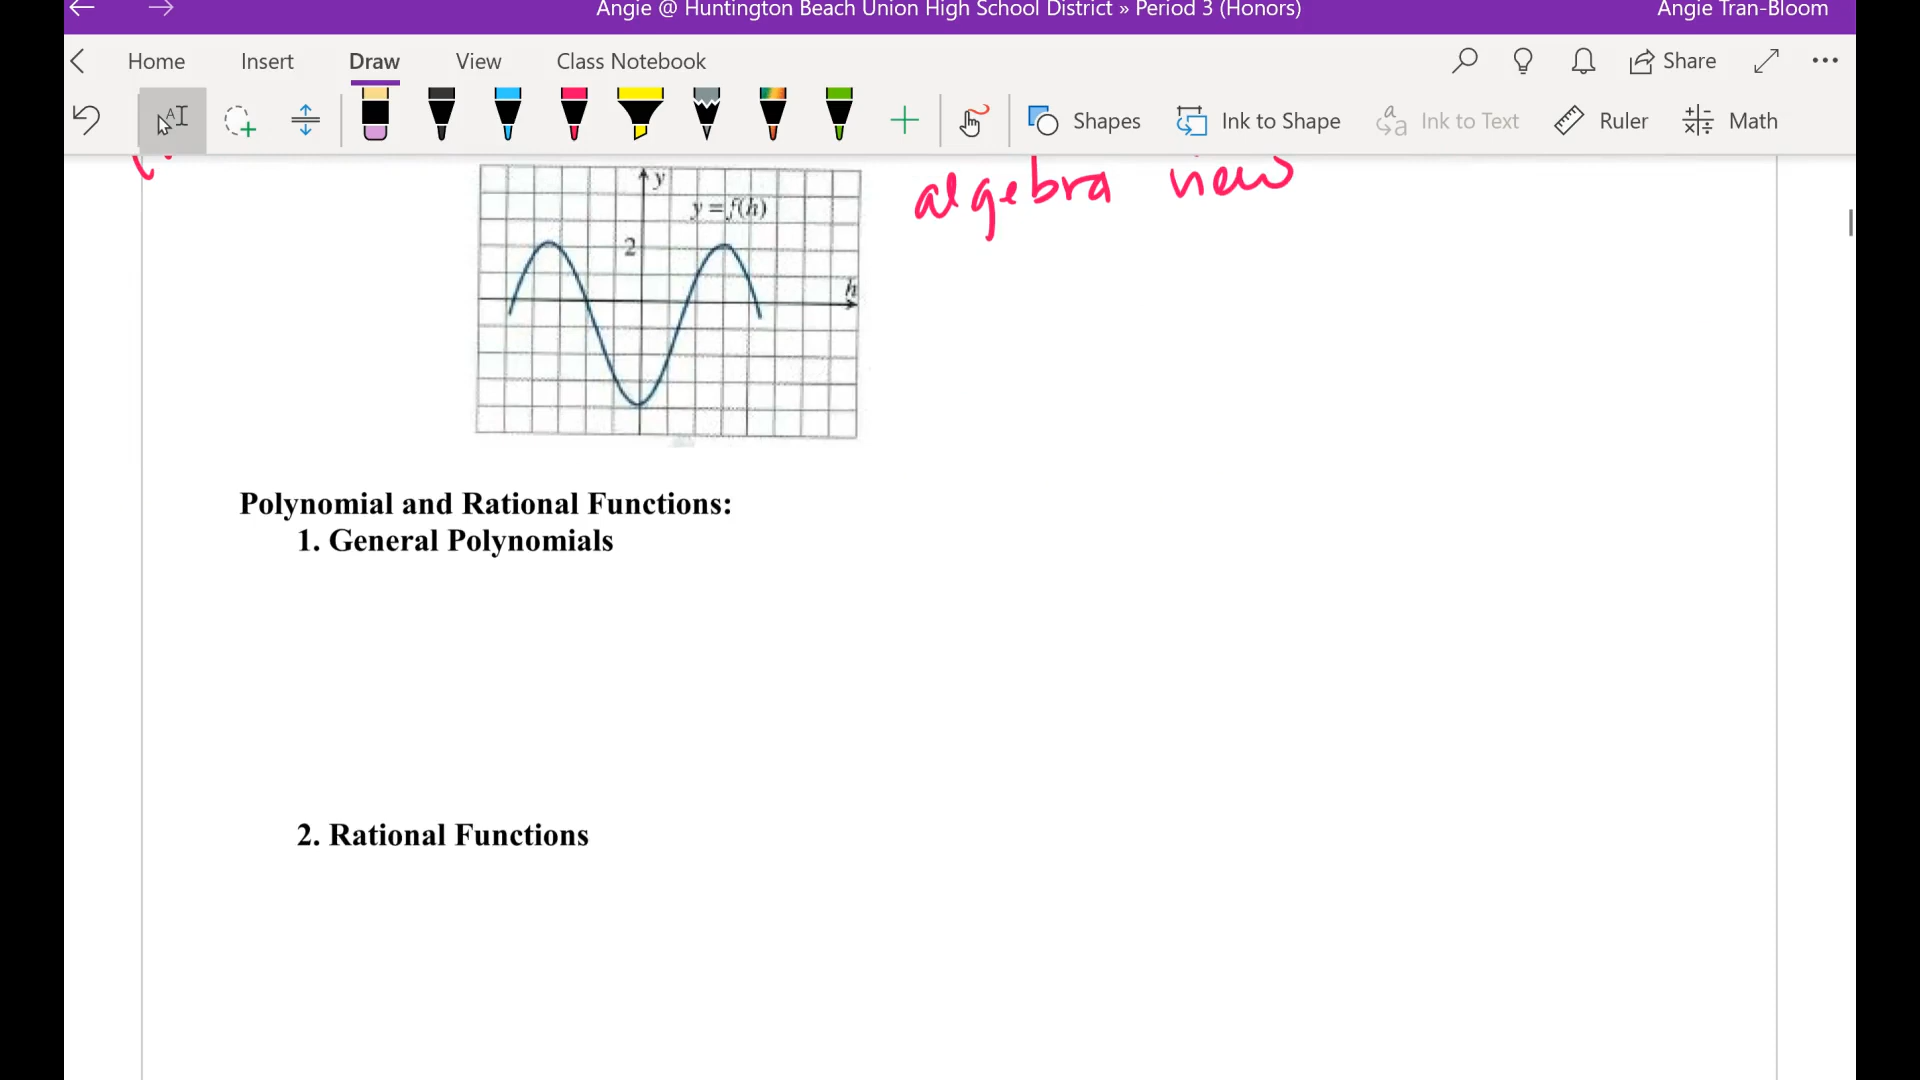 Angie @ Huntington Beach Union High School District » Period 3 (Honors)
Angie Tran-Bloom
Home Insert Draw View Class Notebook
Share
Shapes Ink to Shape Ink to Text Ruler Math
algebra view
y
y = f(h)
2
h
Polynomial and Rational Functions:
1. General Polynomials
2. Rational Functions